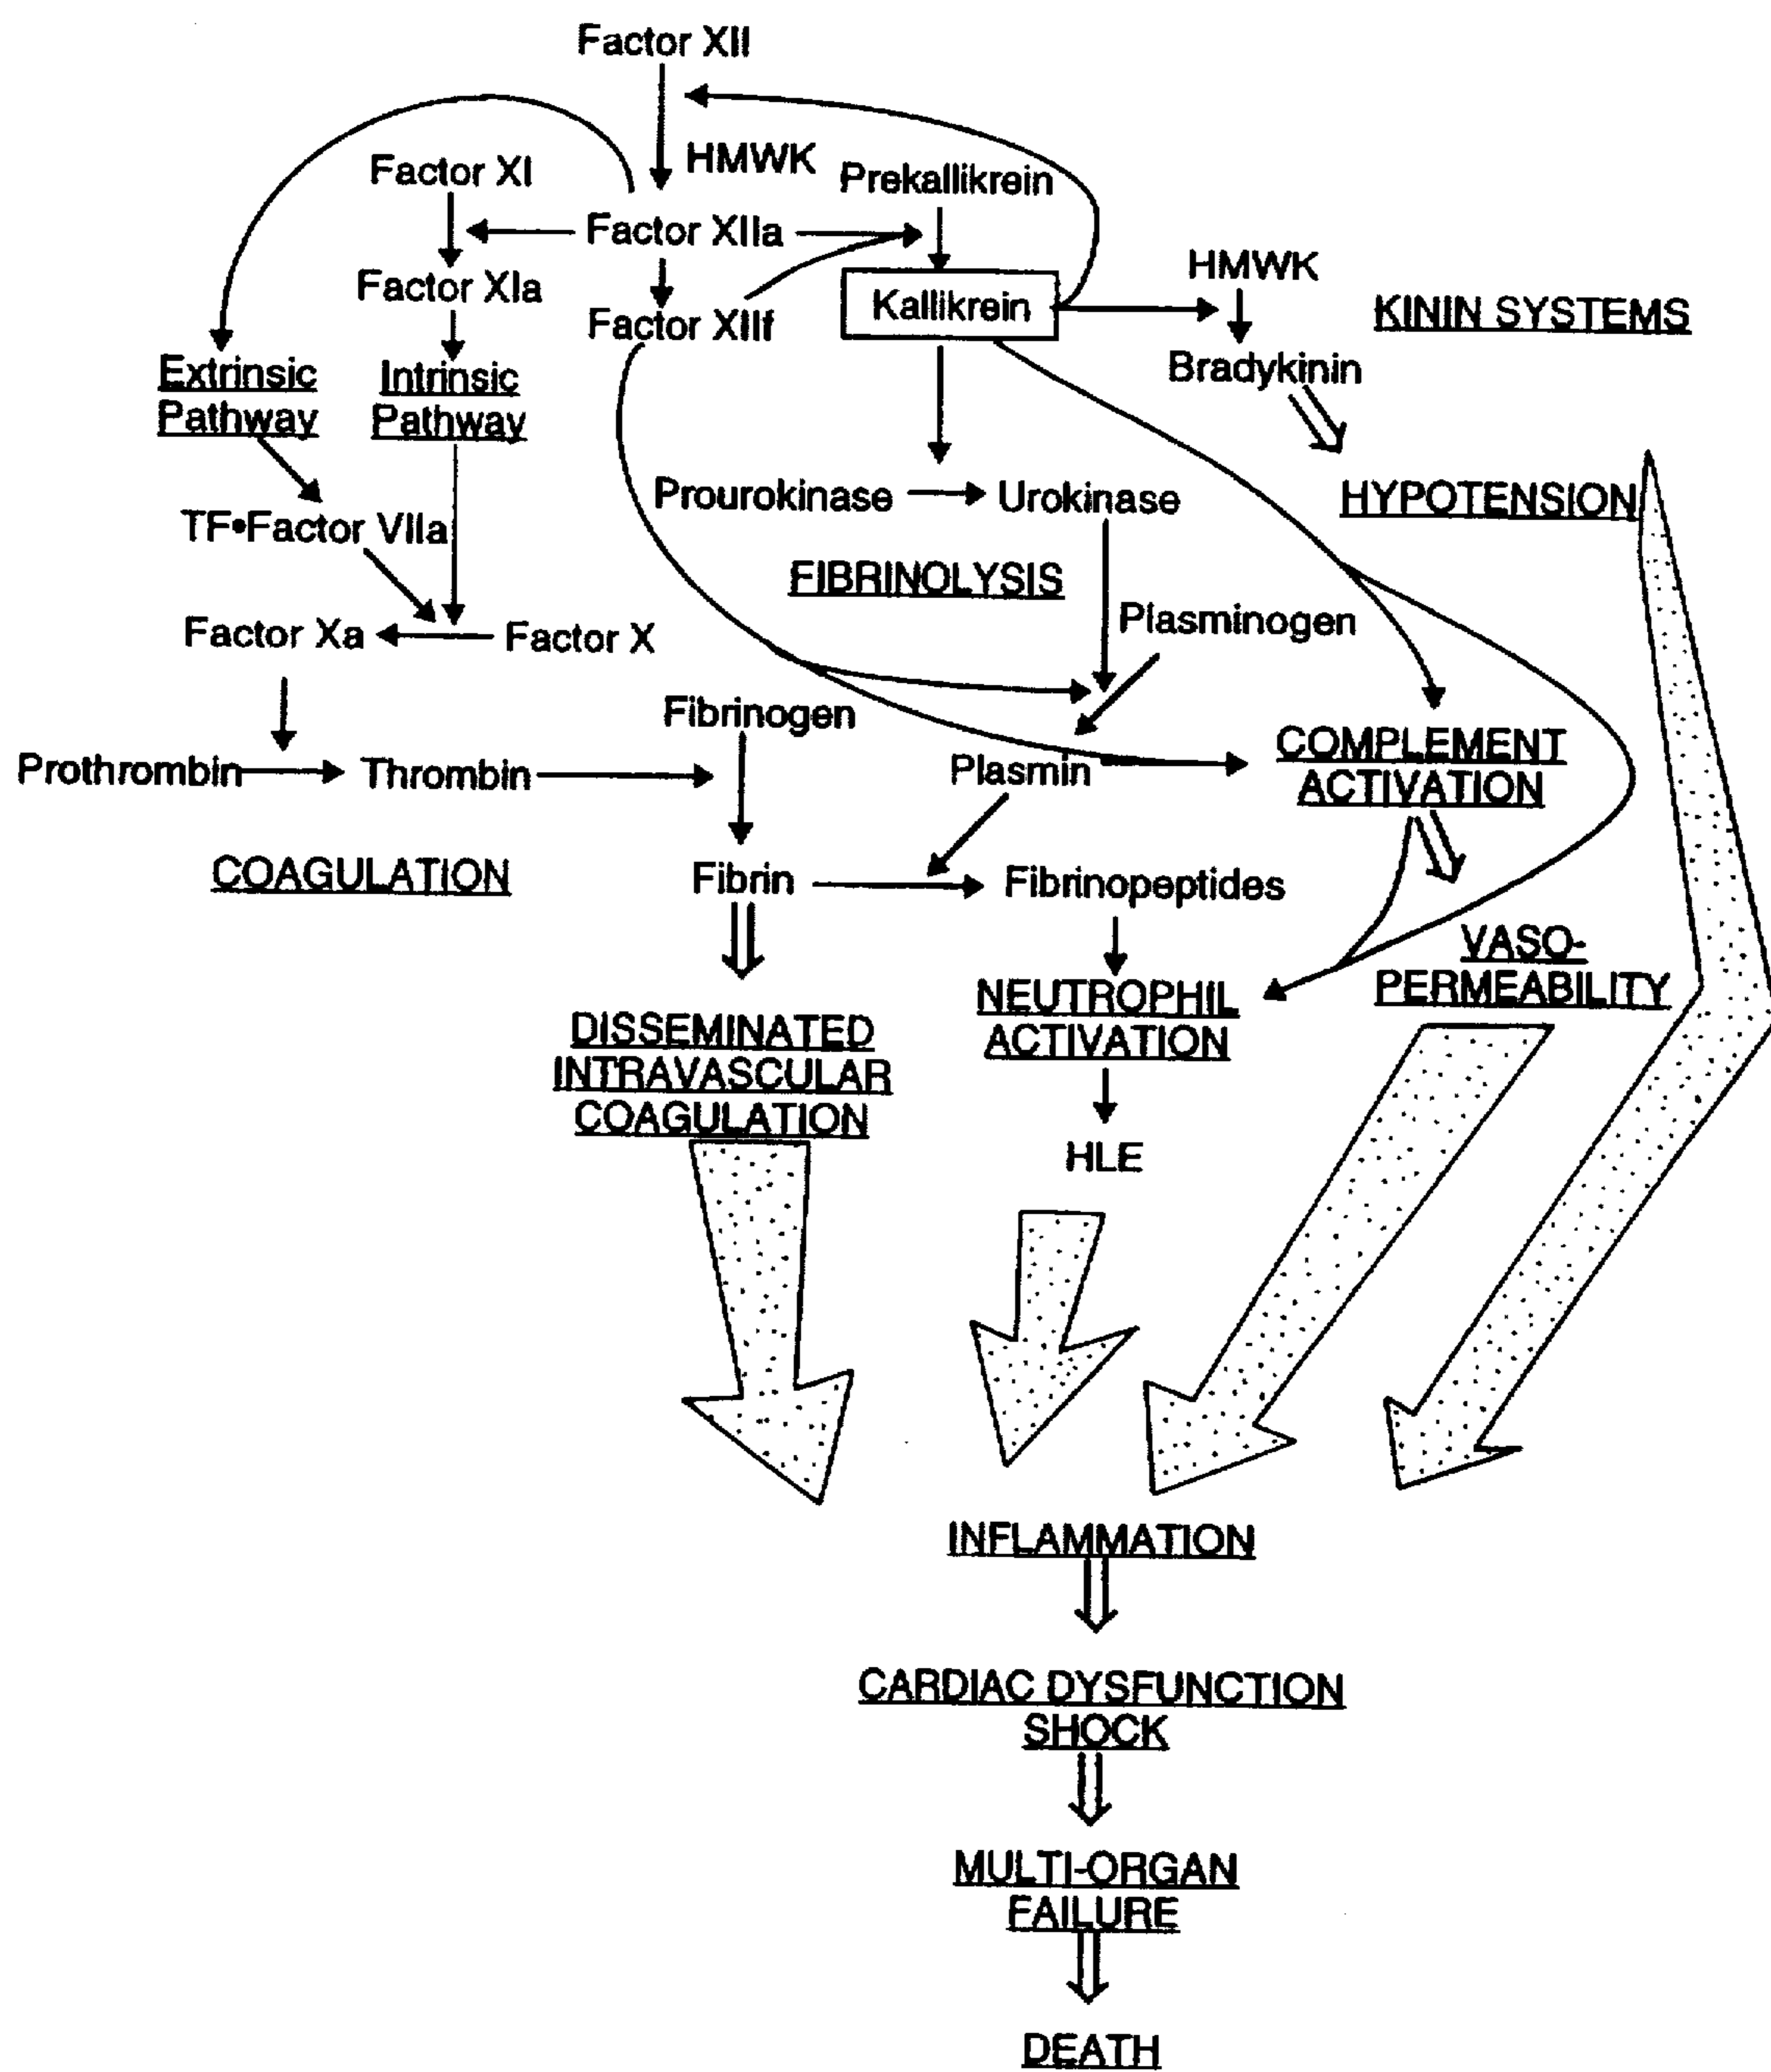 Factor XII
HMWK
Factor XI
Prekallikrein
Factor XIIa
HMWK
Factor XIa
Kallikrein
KININ SYSTEMS
Factor XIIf
Bradykinin
Extrinsic
Pathway
Intrinsic
Pathway
Prourokinase
Urokinase
HYPOTENSION
TF•Factor VIIa
FIBRINOLYSIS
Plasminogen
Factor Xa
Factor X
Fibrinogen
COMPLEMENT
ACTIVATION
Prothrombin
Thrombin
Plasmin
COAGULATION
Fibrin
Fibrinopeptides
VASO-
PERMEABILITY
NEUTROPHIL
ACTIVATION
DISSEMINATED
INTRAVASCULAR
COAGULATION
HLE
INFLAMMATION
CARDIAC DYSFUNCTION
SHOCK
MULTI-ORGAN
FAILURE
DEATH